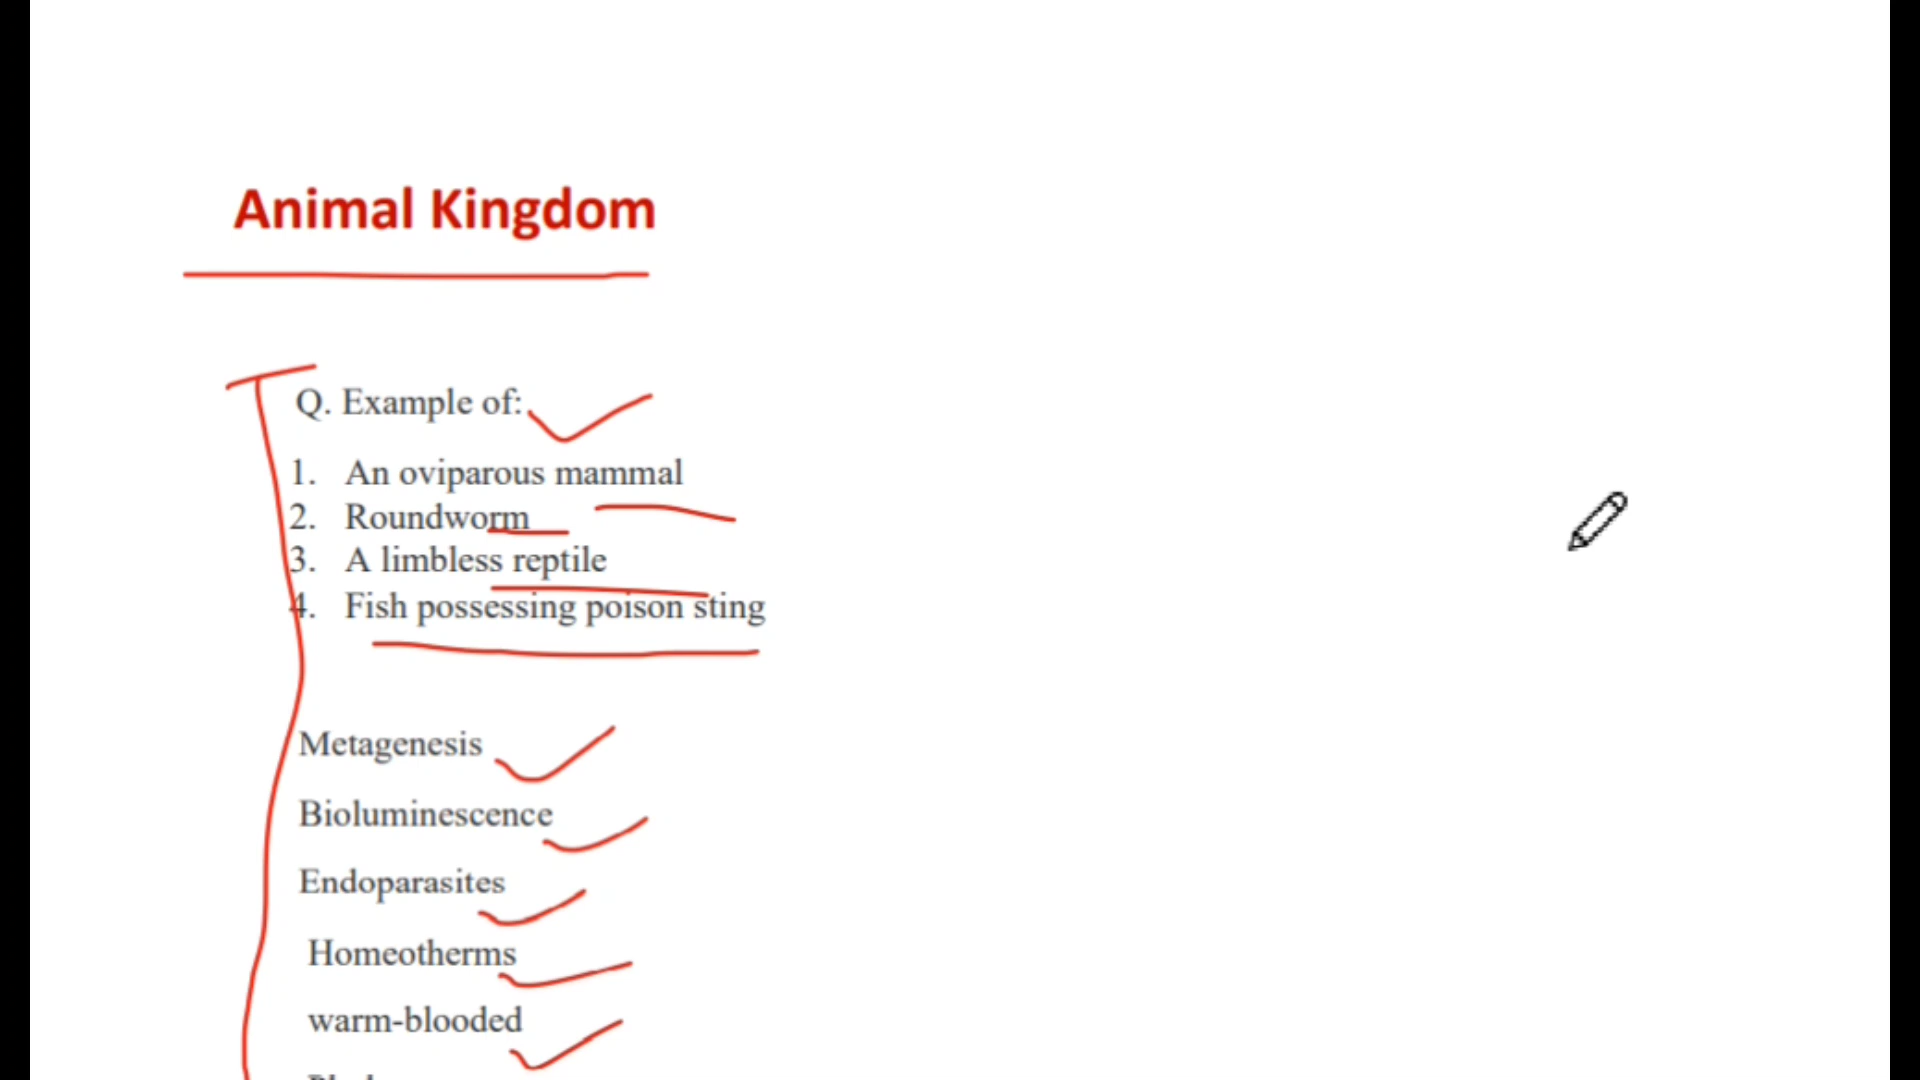 Animal Kingdom
Q. Example of:
1. An oviparous mammal
2. Roundworm
3. A limbless reptile
4. Fish possessing poison sting
Metagenesis
Bioluminescence
Endoparasites
Homeotherms
warm-blooded